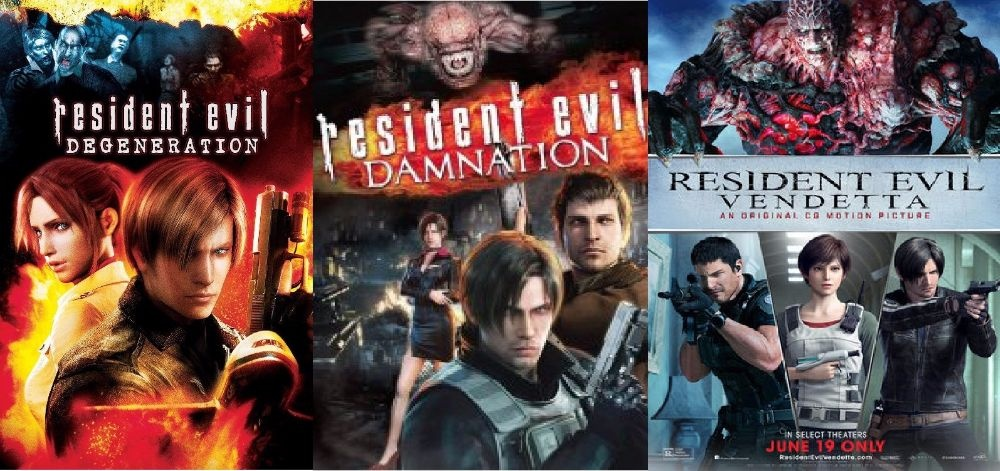 resident evil
DEGENERATION
resident evil
DAMNATION
RESIDENT EVIL
VENDETTA
AN ORIGINAL CG MOTION PICTURE
IN SELECT THEATERS
JUNE 19 ONLY
ResidentEvilvendetta.com